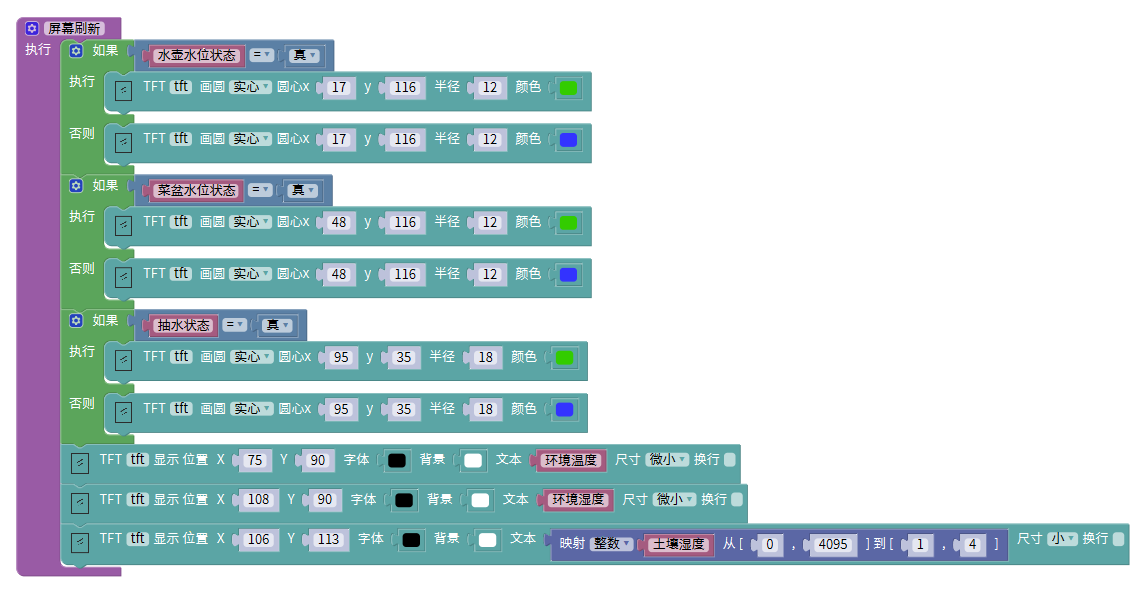 屏幕刷新
执行 如果 水壶水位状态 = 真
执行 TFT tft 画圆 实心 圆心x 17 y 116 半径 12 颜色
否则 TFT tft 画圆 实心 圆心x 17 y 116 半径 12 颜色
如果 菜盆水位状态 = 真
执行 TFT tft 画圆 实心 圆心x 48 y 116 半径 12 颜色
否则 TFT tft 画圆 实心 圆心x 48 y 116 半径 12 颜色
如果 抽水状态 = 真
执行 TFT tft 画圆 实心 圆心x 95 y 35 半径 18 颜色
否则 TFT tft 画圆 实心 圆心x 95 y 35 半径 18 颜色
TFT tft 显示 位置 X 75 Y 90 字体 背景 文本 环境温度 尺寸 微小 换行
TFT tft 显示 位置 X 108 Y 90 字体 背景 文本 环境湿度 尺寸 微小 换行
TFT tft 显示 位置 X 106 Y 113 字体 背景 文本 映射 整数 土壤湿度 从[ 0 , 4095 ]到[ 1 , 4 ] 尺寸 小 换行